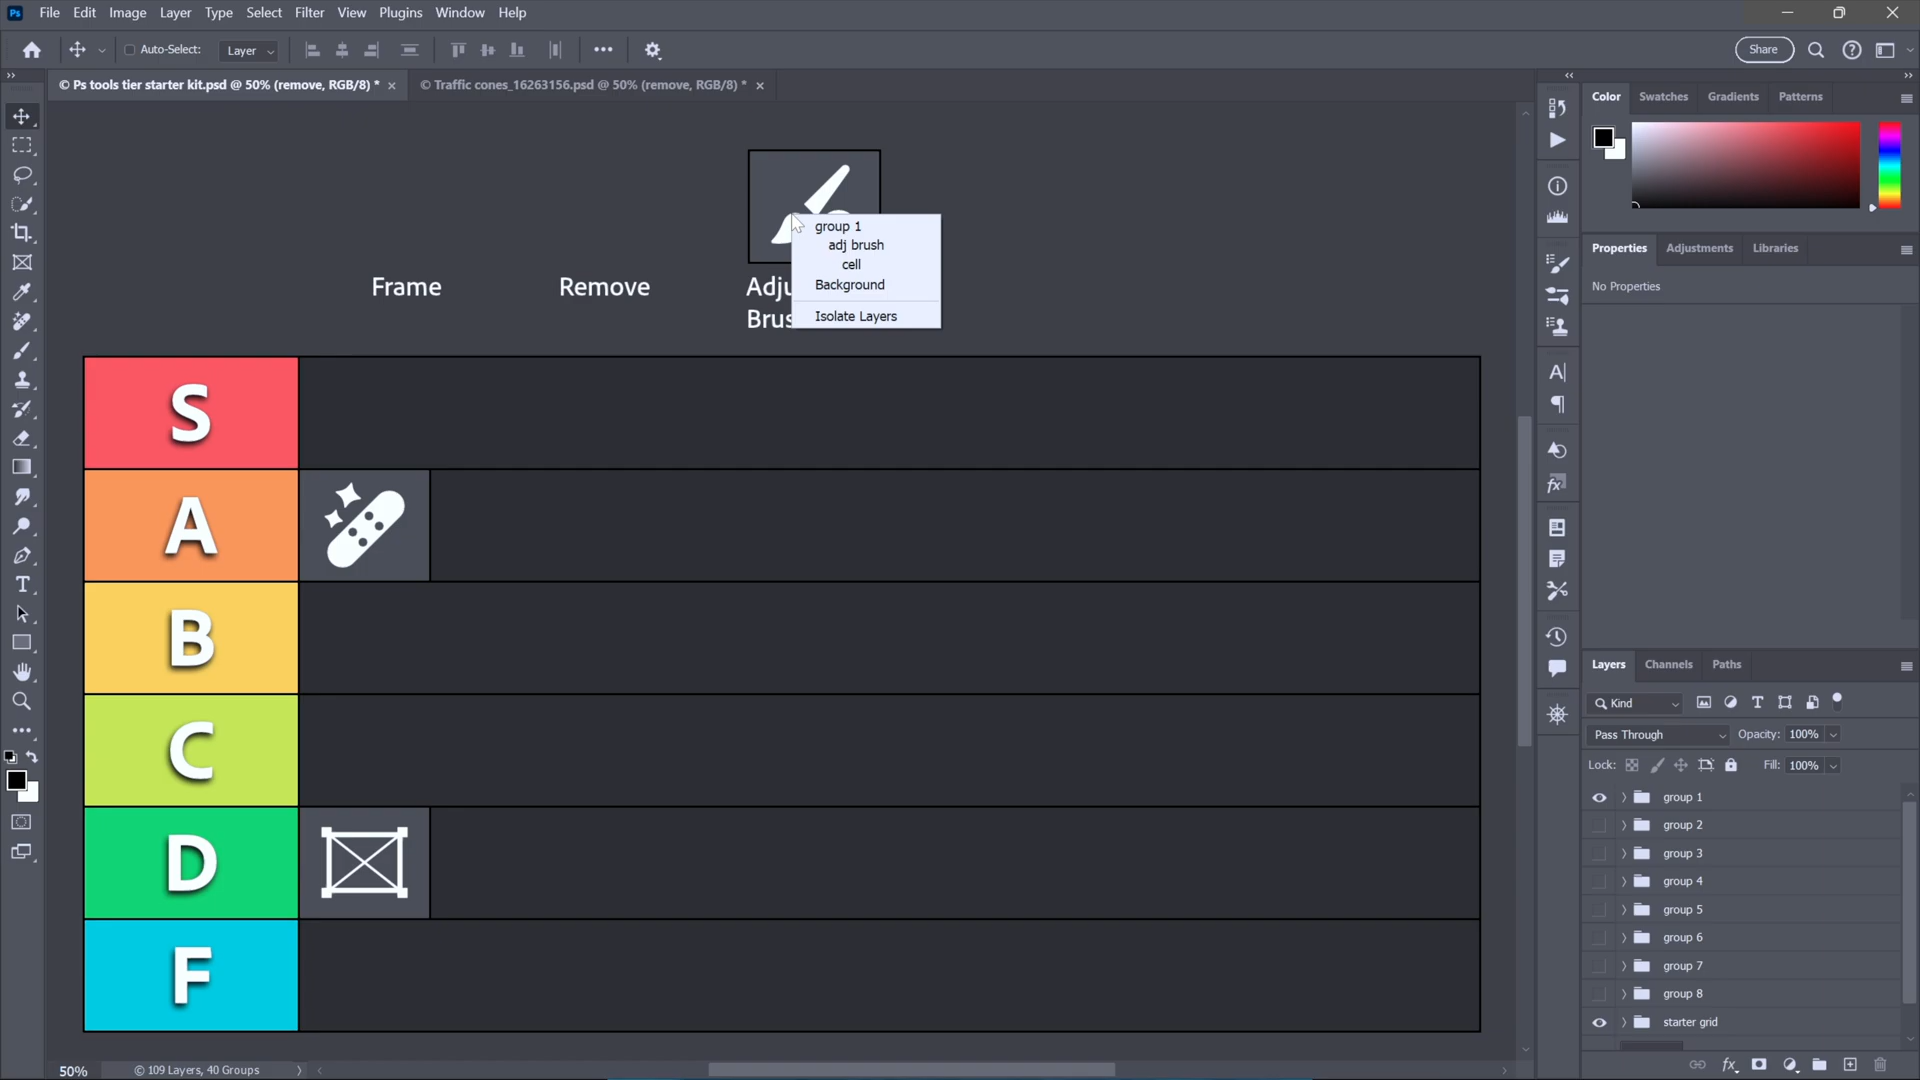 Ps File Edit Image Layer Type Select Filter View Plugins Window Help
Auto-Select: Layer Share
© Ps tools tier starter kit.psd @ 50% (remove, RGB/8) * © Traffic cones_16263156.psd @ 50% (remove, RGB/8) *
Color Swatches Gradients Patterns
group 1
adj brush
cell
Background
Isolate Layers
Frame Remove Adju
Brus
Properties Adjustments Libraries
No Properties
S
A
B
C
D
F
Layers Channels Paths
Kind
Pass Through Opacity: 100%
Lock: Fill: 100%
group 1
group 2
group 3
group 4
group 5
group 6
group 7
group 8
starter grid
50% © 109 Layers, 40 Groups